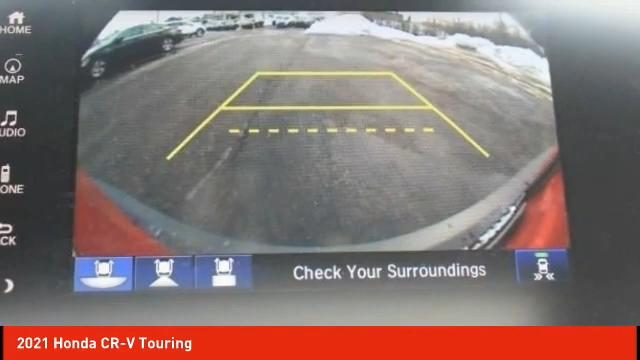 HOME
MAP
UDIO
ONE
CK
Check Your Surroundings
2021 Honda CR-V Touring